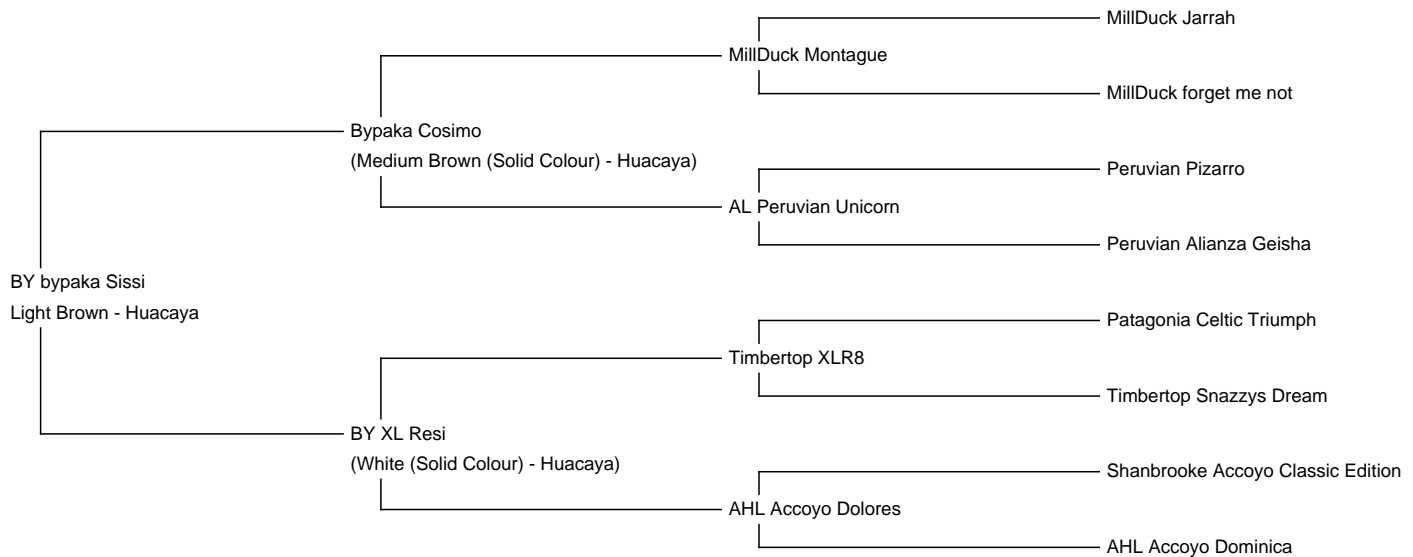 MillDuck Jarrah
MillDuck Montague
MillDuck forget me not
Bypaka Cosimo
(Medium Brown (Solid Colour) - Huacaya)
Peruvian Pizarro
AL Peruvian Unicorn
Peruvian Alianza Geisha
BY bypaka Sissi
Light Brown - Huacaya
Patagonia Celtic Triumph
Timbertop XLR8
Timbertop Snazzys Dream
BY XL Resi
(White (Solid Colour) - Huacaya)
Shanbrooke Accoyo Classic Edition
AHL Accoyo Dolores
AHL Accoyo Dominica